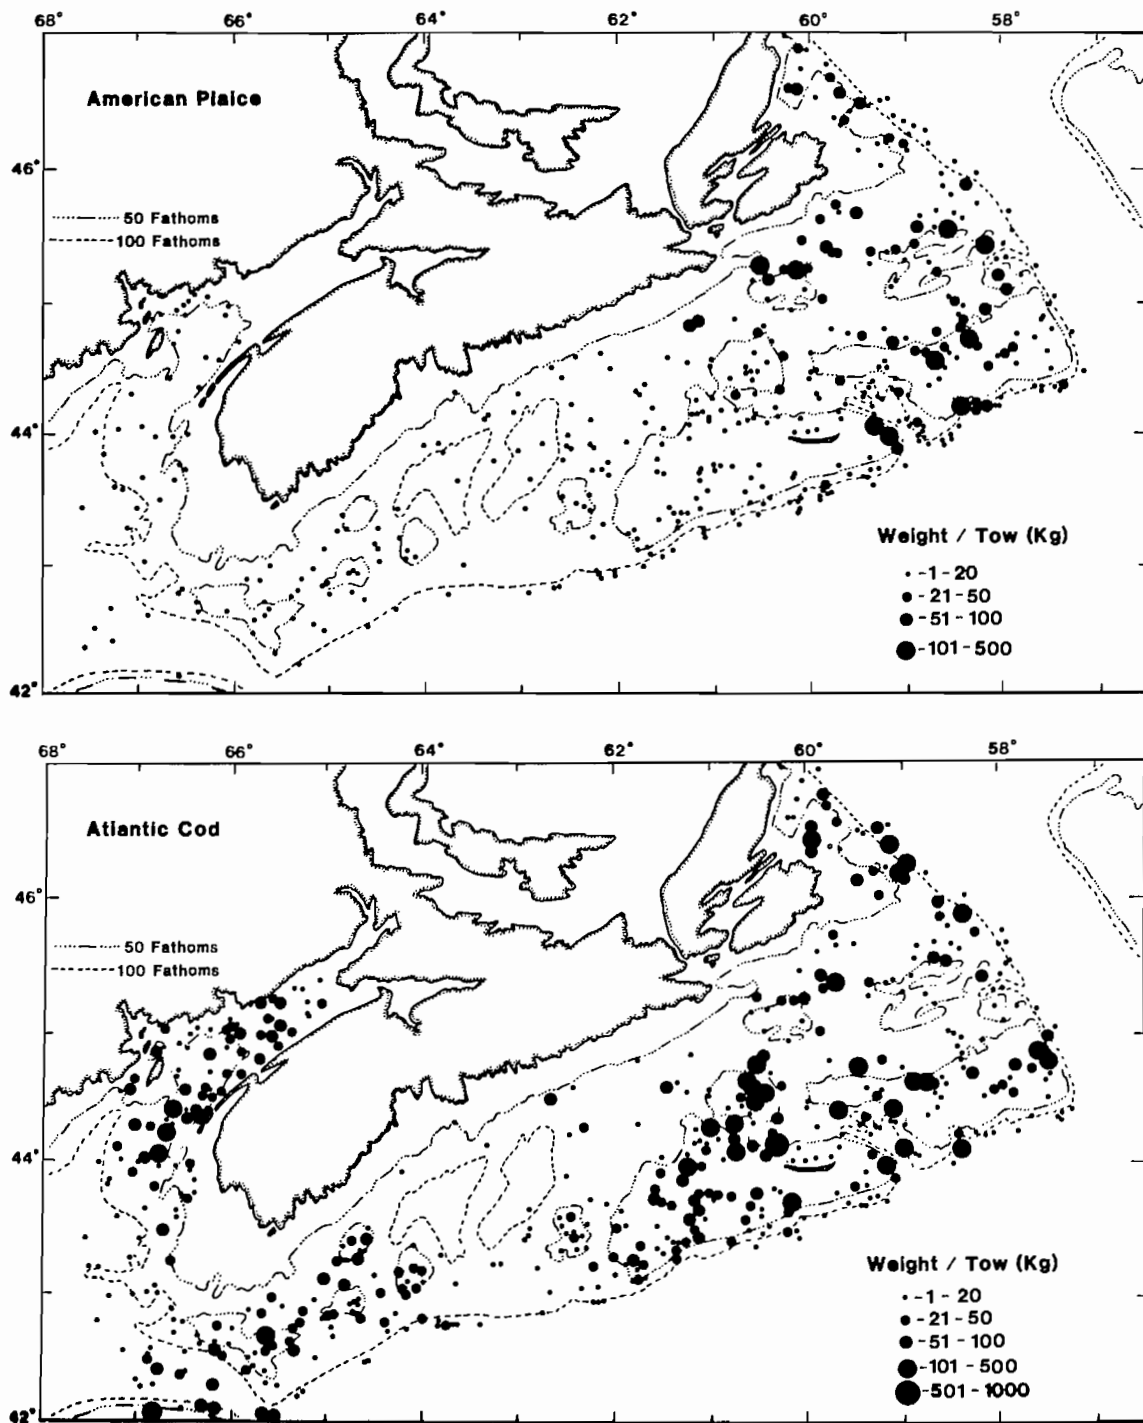 68° 66° 64° 62° 60° 58°
American Plaice
46°
50 Fathoms
100 Fathoms
44°
Weight / Tow (Kg)
-1-20
-21-50
-51-100
-101-500
42°
68° 66° 64° 62° 60° 58°
Atlantic Cod
46°
50 Fathoms
100 Fathoms
44°
Weight / Tow (Kg)
-1-20
-21-50
-51-100
-101-500
-501-1000
42°